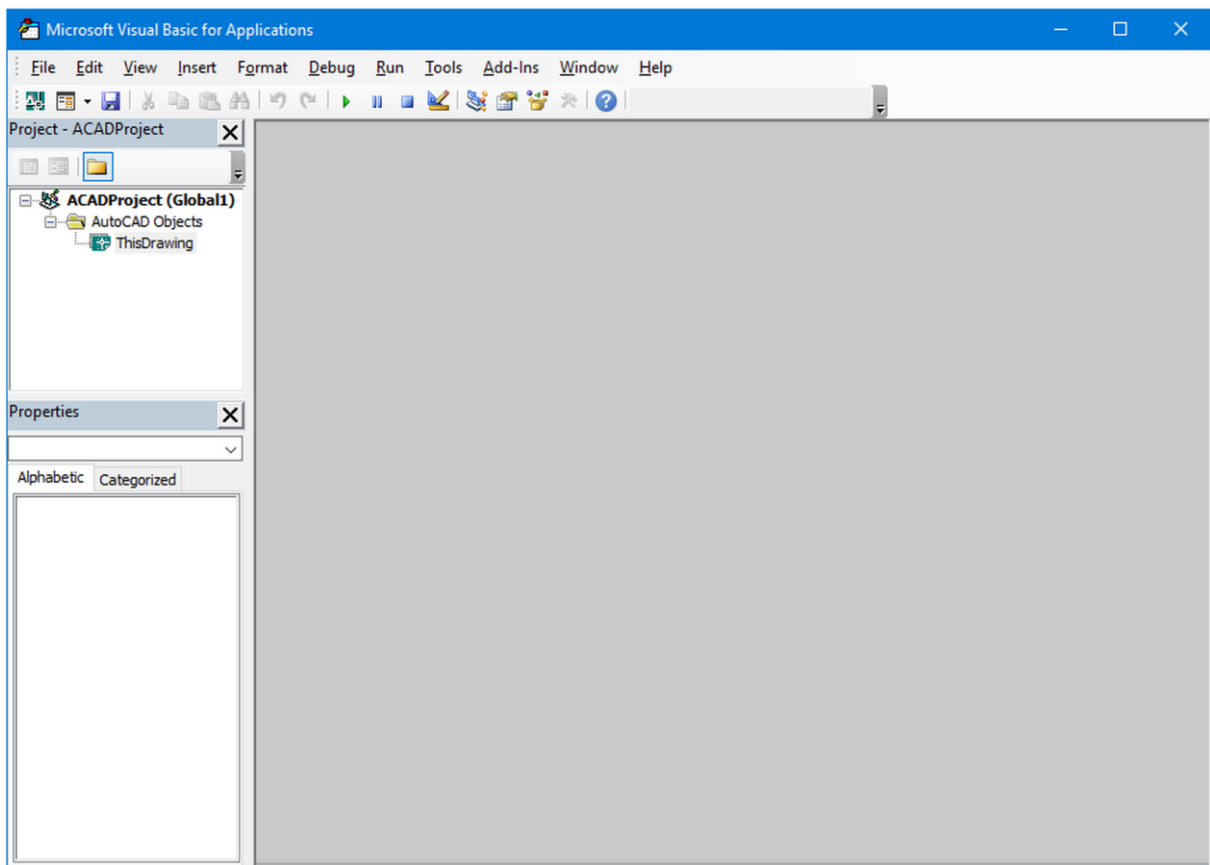 Microsoft Visual Basic for Applications
File Edit View Insert Format Debug Run Tools Add-Ins Window Help
Project - ACADProject
ACADProject (Global1)
AutoCAD Objects
ThisDrawing
Properties
Alphabetic Categorized